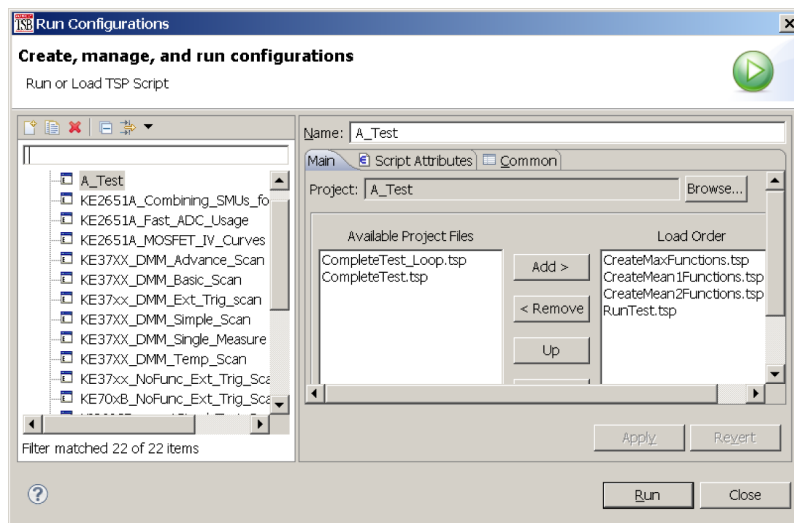 TSB Run Configurations
Create, manage, and run configurations
Run or Load TSP Script
Name: A_Test
Main Script Attributes Common
Project: A_Test Browse...
Available Project Files
Load Order
CompleteTest_Loop.tsp
CompleteTest.tsp
Add >
< Remove
Up
CreateMaxFunctions.tsp
CreateMean1Functions.tsp
CreateMean2Functions.tsp
RunTest.tsp
A_Test
KE2651A_Combining_SMUs_fo
KE2651A_Fast_ADC_Usage
KE2651A_MOSFET_IV_Curves
KE37XX_DMM_Advance_Scan
KE37XX_DMM_Basic_Scan
KE37xx_DMM_Ext_Trig_scan
KE37XX_DMM_Simple_Scan
KE37XX_DMM_Single_Measure
KE37XX_DMM_Temp_Scan
KE37xx_NoFunc_Ext_Trig_Sca
KE70xB_NoFunc_Ext_Trig_Sca
Filter matched 22 of 22 items
Apply Revert
Run Close